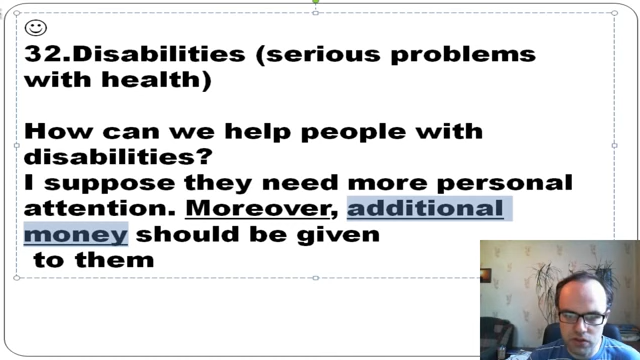 32.Disabilities (serious problems
with health)
How can we help people with
disabilities?
I suppose they need more personal
attention. Moreover, additional
money should be given
to them